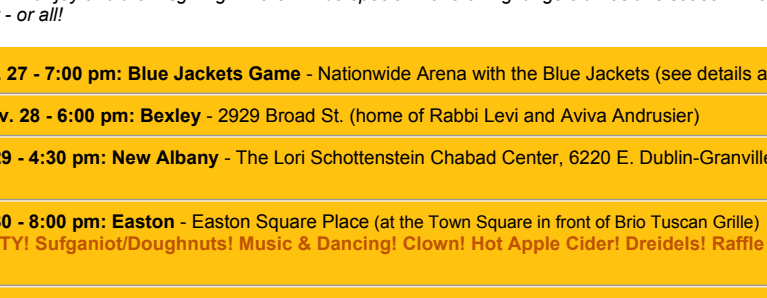 - or all!
27 - 7:00 pm: Blue Jackets Game - Nationwide Arena with the Blue Jackets (see details a
v. 28 - 6:00 pm: Bexley - 2929 Broad St. (home of Rabbi Levi and Aviva Andrusier)
9 - 4:30 pm: New Albany - The Lori Schottenstein Chabad Center, 6220 E. Dublin-Granville
0 - 8:00 pm: Easton - Easton Square Place (at the Town Square in front of Brio Tuscan Grille)
TY! Sufganiot/Doughnuts! Music & Dancing! Clown! Hot Apple Cider! Dreidels! Raffle